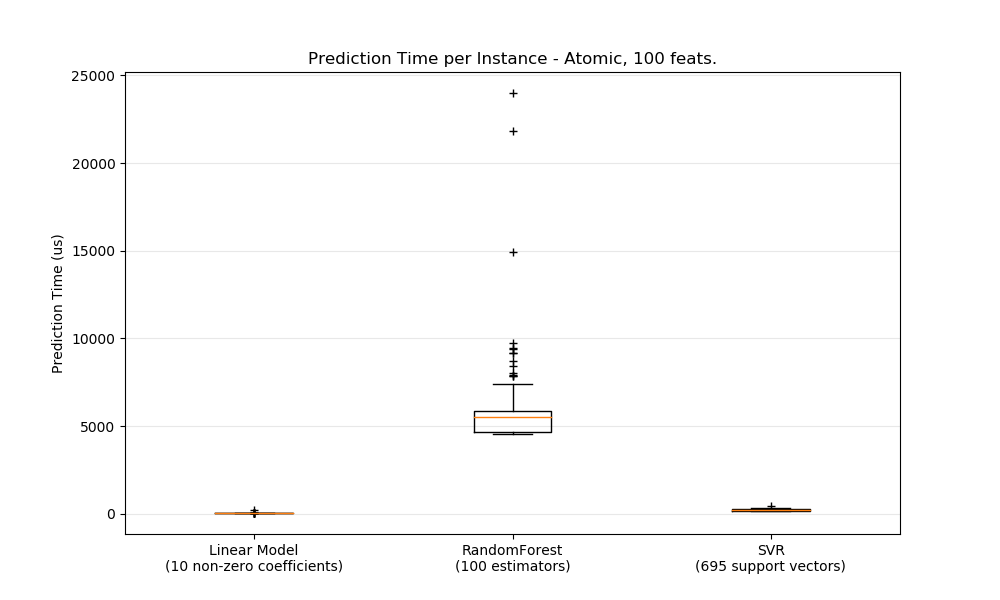 Prediction Time per Instance - Atomic, 100 feats.
25000
20000
15000
10000
5000
0
Prediction Time (us)
Linear Model
(10 non-zero coefficients)
RandomForest
(100 estimators)
SVR
(695 support vectors)